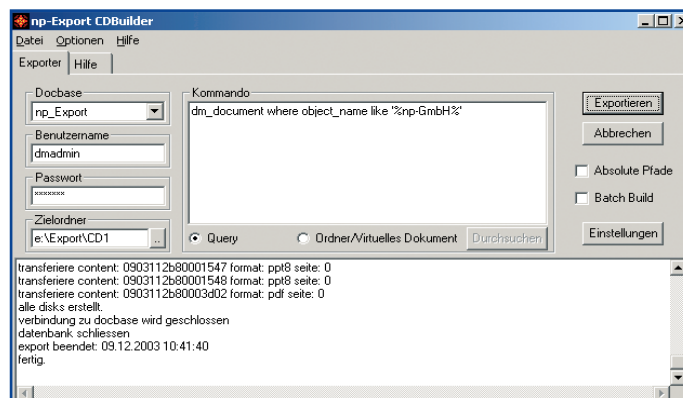 np-Export CDBuilder
Datei Optionen Hilfe
Exporter Hilfe
Docbase
np_Export
Benutzername
dmadmin
Passwort
xxxxxxx
Zielordner
e:\Export\CD1 ..
Kommando
dm_document where object_name like '%np-GmbH%'
Query Ordner/Virtuelles Dokument Durchsuchen
Exportieren
Abbrechen
Absolute Pfade
Batch Build
Einstellungen
transferiere content: 0903112b80001547 format: ppt8 seite: 0
transferiere content: 0903112b80001548 format: ppt8 seite: 0
transferiere content: 0903112b80003d02 format: pdf seite: 0
alle disks erstellt.
verbindung zu docbase wird geschlossen
datenbank schliessen
export beendet: 09.12.2003 10:41:40
fertig.